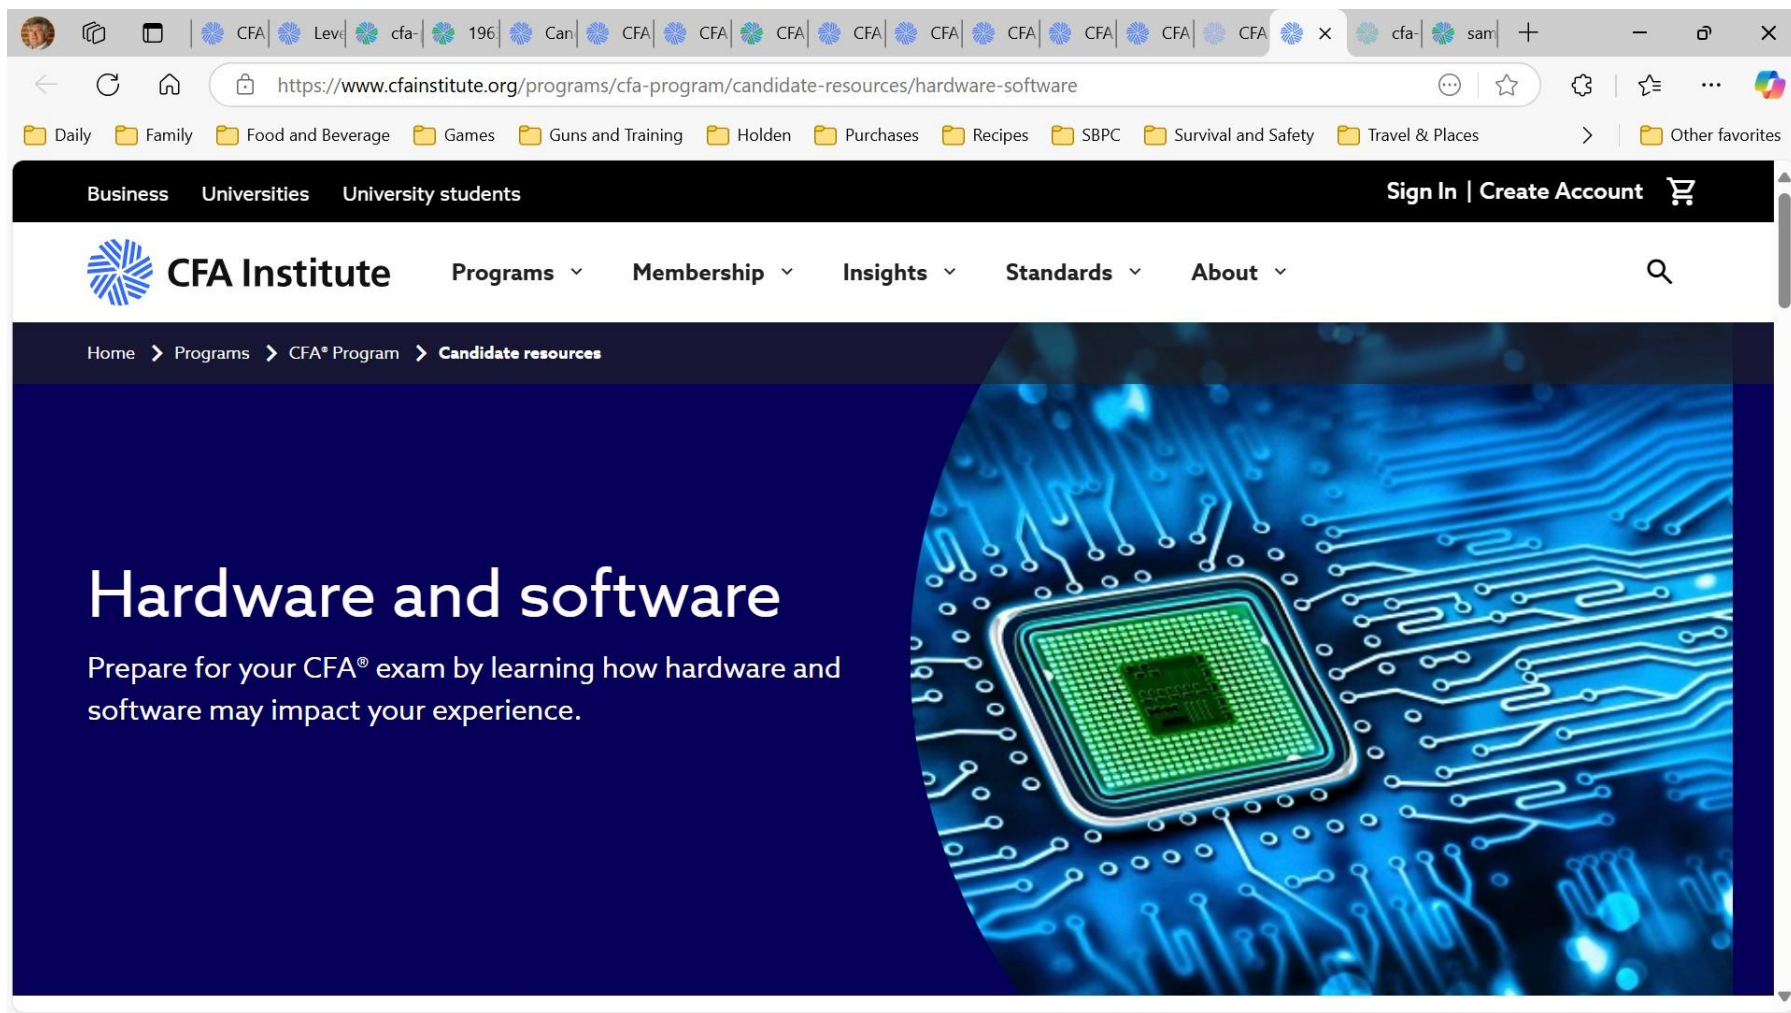 CFA Leve cfa- 196 Can CFA CFA CFA CFA CFA CFA CFA CFA CFA cfa- sam
https://www.cfainstitute.org/programs/cfa-program/candidate-resources/hardware-software
Daily Family Food and Beverage Games Guns and Training Holden Purchases Recipes SBPC Survival and Safety Travel & Places Other favorites
Business Universities University students Sign In | Create Account
CFA Institute Programs Membership Insights Standards About
Home Programs CFA® Program Candidate resources
Hardware and software
Prepare for your CFA® exam by learning how hardware and
software may impact your experience.